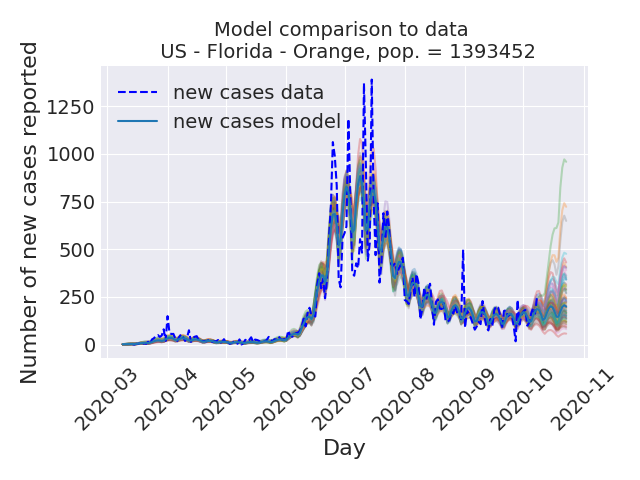 Model comparison to data
US - Florida - Orange, pop. = 1393452
Number of new cases reported
new cases data
new cases model
1250
1000
750
500
250
0
2020-03
2020-04
2020-05
2020-06
2020-07
2020-08
2020-09
2020-10
2020-11
Day